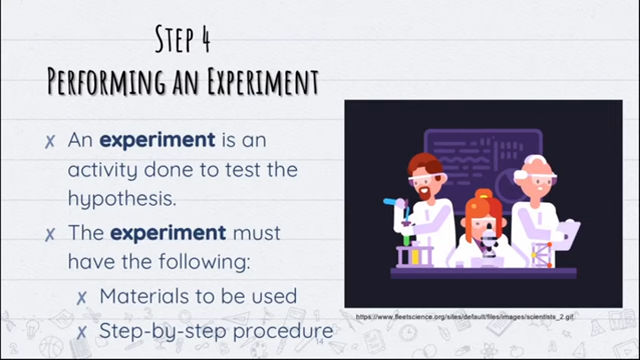 STEP 4
PERFORMING AN EXPERIMENT
✗ An experiment is an
activity done to test the
hypothesis.
✗ The experiment must
have the following:
✗ Materials to be used
✗ Step-by-step procedure
https://www.fleetscience.org/sites/default/files/images/scientists_2.gif